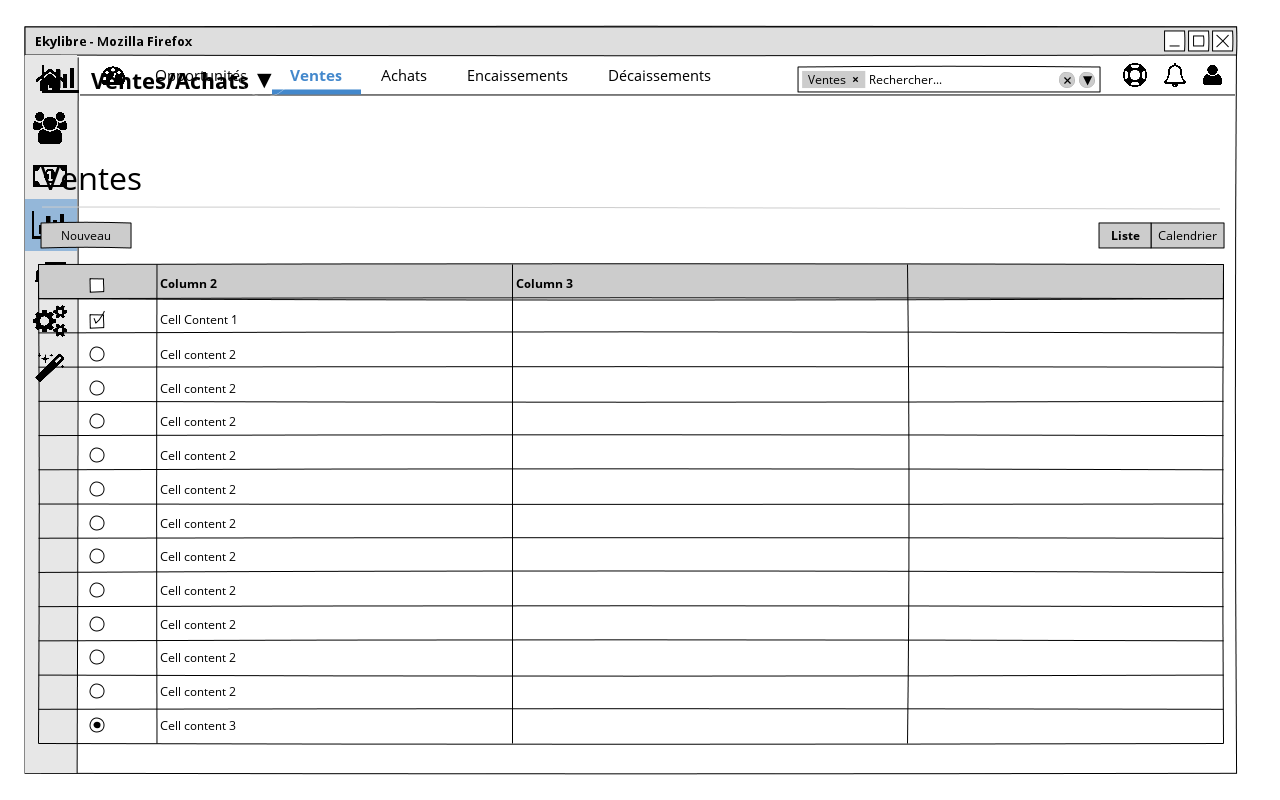 Ekylibre - Mozilla Firefox
Ventes/Achats ▼ Opportunités Ventes Achats Encaissements Décaissements Ventes × Rechercher...
Ventes
Nouveau Liste Calendrier
Column 2 Column 3
Cell Content 1
Cell content 2
Cell content 2
Cell content 2
Cell content 2
Cell content 2
Cell content 2
Cell content 2
Cell content 2
Cell content 2
Cell content 2
Cell content 2
Cell content 3